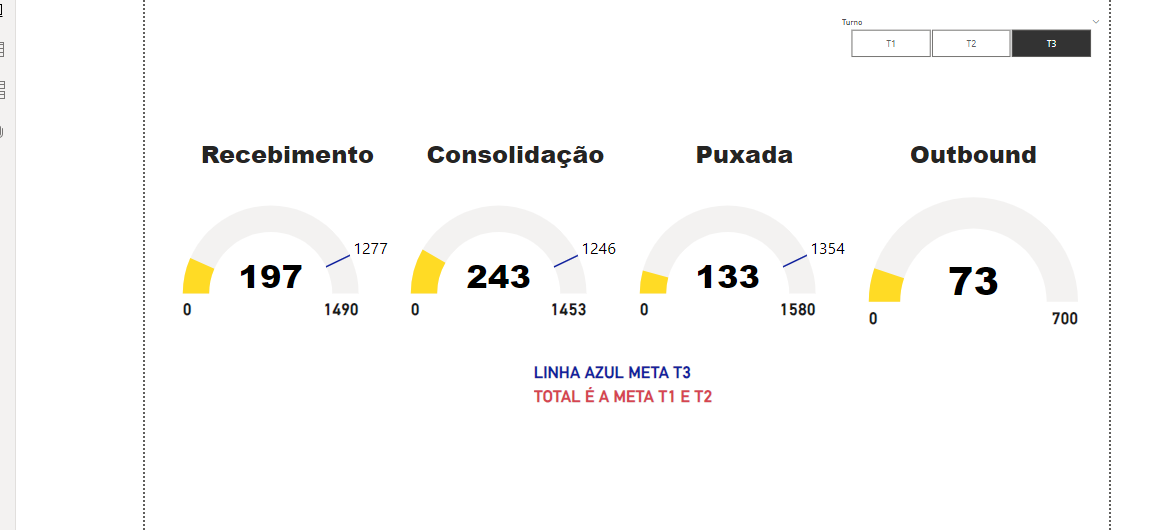 Turno
T1 T2 T3
Recebimento Consolidação Puxada Outbound
1277 1246 1354
197 243 133 73
0 1490 0 1453 0 1580 0 700
LINHA AZUL META T3
TOTAL É A META T1 E T2